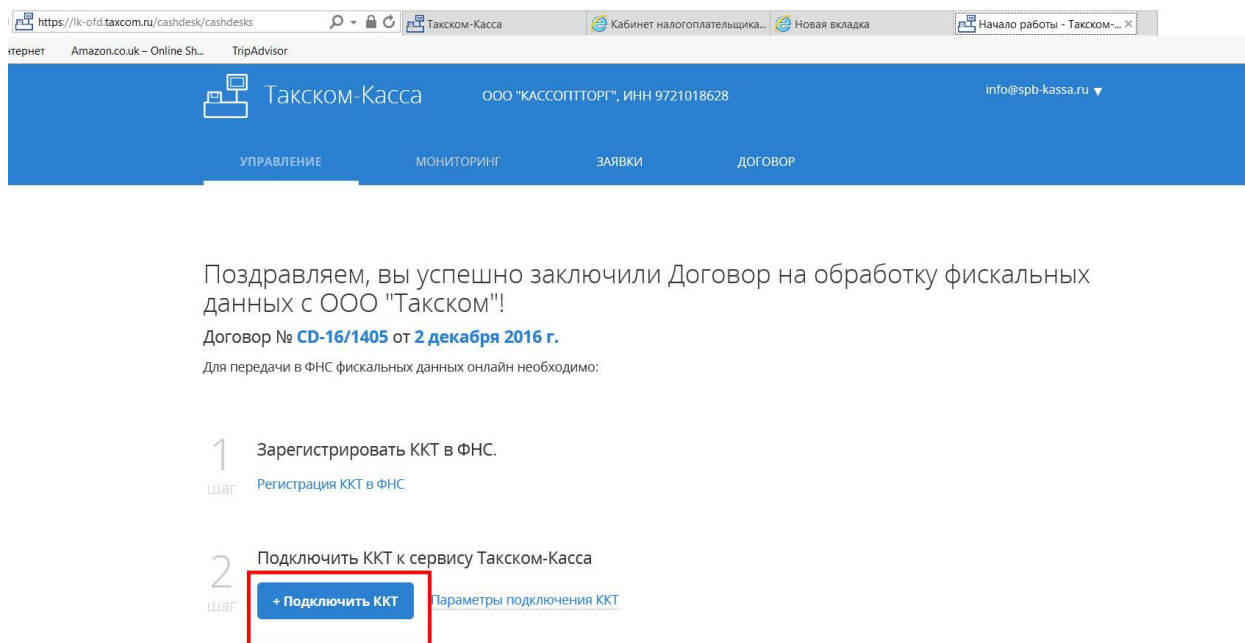 https://lk-ofd.taxcom.ru/cashdesk/cashdesks Такском-Касса Кабинет налогоплательщика... Новая вкладка Начало работы - Такском-...
нтернет Amazon.co.uk – Online Sh... TripAdvisor
Такском-Касса ООО "КАССОПТТОРГ", ИНН 9721018628 info@spb-kassa.ru
УПРАВЛЕНИЕ МОНИТОРИНГ ЗАЯВКИ ДОГОВОР
Поздравляем, вы успешно заключили Договор на обработку фискальных
данных с ООО "Такском"!
Договор № CD-16/1405 от 2 декабря 2016 г.
Для передачи в ФНС фискальных данных онлайн необходимо:
1 Зарегистрировать ККТ в ФНС.
шаг Регистрация ККТ в ФНС
2 Подключить ККТ к сервису Такском-Касса
шаг + Подключить ККТ Параметры подключения ККТ